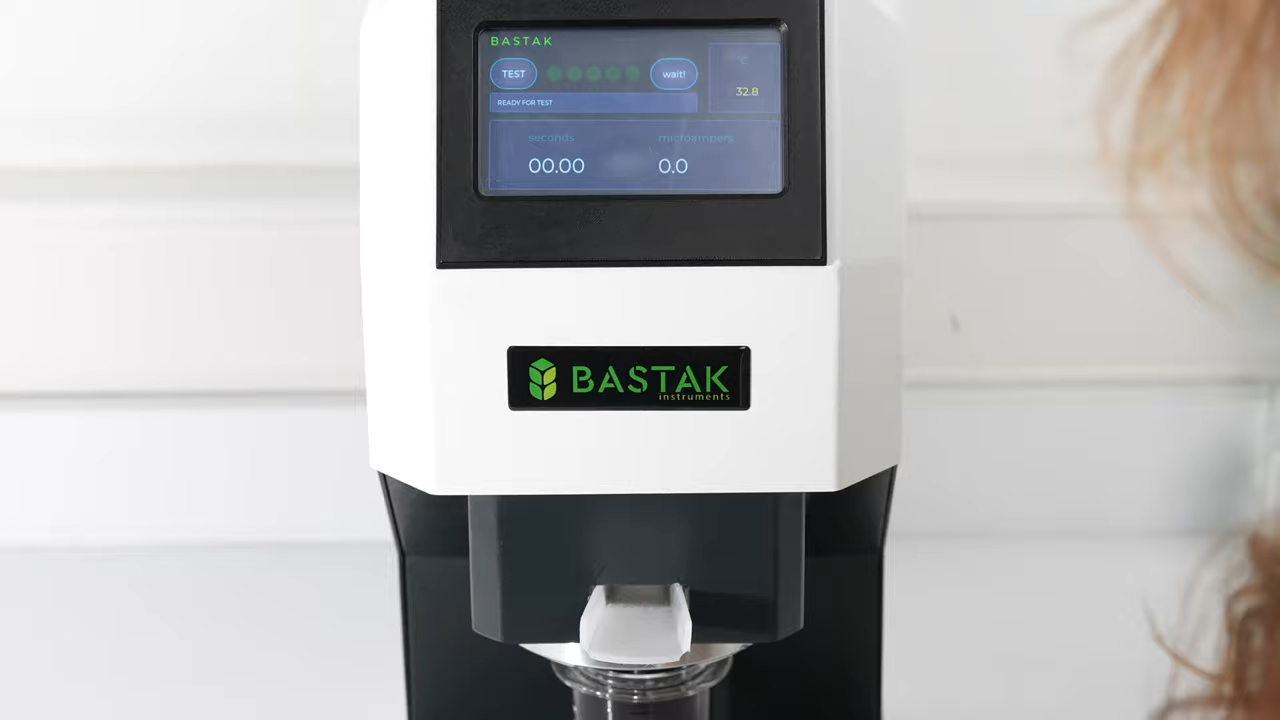 BASTAK
TEST
wait!
°C
32.8
READY FOR TEST
seconds
microampers
00.00
0.0
BASTAK
instruments